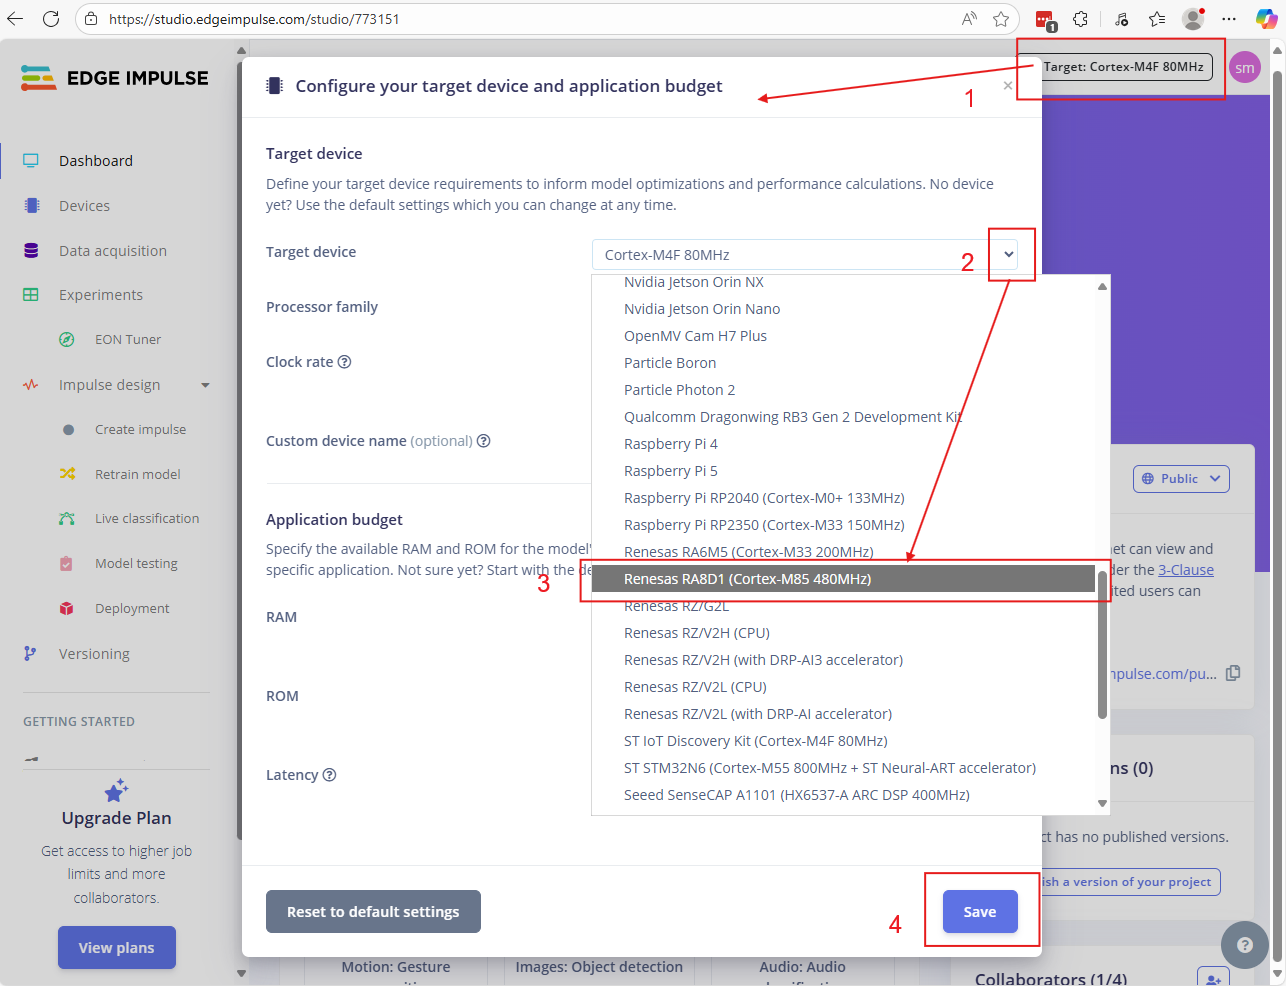 https://studio.edgeimpulse.com/studio/773151
1
EDGE IMPULSE
Target: Cortex-M4F 80MHz
sm
Configure your target device and application budget
×
1
Dashboard
Devices
Data acquisition
Experiments
EON Tuner
Impulse design
Create impulse
Retrain model
Live classification
Model testing
Deployment
Versioning
GETTING STARTED
Upgrade Plan
Get access to higher job
limits and more
collaborators.
View plans
Target device
Define your target device requirements to inform model optimizations and performance calculations. No device
yet? Use the default settings which you can change at any time.
Target device
Cortex-M4F 80MHz
2
Processor family
Clock rate ?
Custom device name (optional) ?
Nvidia Jetson Orin NX
Nvidia Jetson Orin Nano
OpenMV Cam H7 Plus
Particle Boron
Particle Photon 2
Qualcomm Dragonwing RB3 Gen 2 Development Kit
Raspberry Pi 4
Raspberry Pi 5
Raspberry Pi RP2040 (Cortex-M0+ 133MHz)
Raspberry Pi RP2350 (Cortex-M33 150MHz)
Renesas RA6M5 (Cortex-M33 200MHz)
3
Renesas RA8D1 (Cortex-M85 480MHz)
Renesas RZ/G2L
Renesas RZ/V2H (CPU)
Renesas RZ/V2H (with DRP-AI3 accelerator)
Renesas RZ/V2L (CPU)
Renesas RZ/V2L (with DRP-AI accelerator)
ST IoT Discovery Kit (Cortex-M4F 80MHz)
ST STM32N6 (Cortex-M55 800MHz + ST Neural-ART accelerator)
Seeed SenseCAP A1101 (HX6537-A ARC DSP 400MHz)
Application budget
Specify the available RAM and ROM for the model'
specific application. Not sure yet? Start with the de
RAM
ROM
Latency ?
Reset to default settings
4
Save
Public
net can view and
der the 3-Clause
ited users can
npulse.com/pu...
ns (0)
ct has no published versions.
ish a version of your project
?
Motion: Gesture
Images: Object detection
Audio: Audio
Collaborators (1/4)